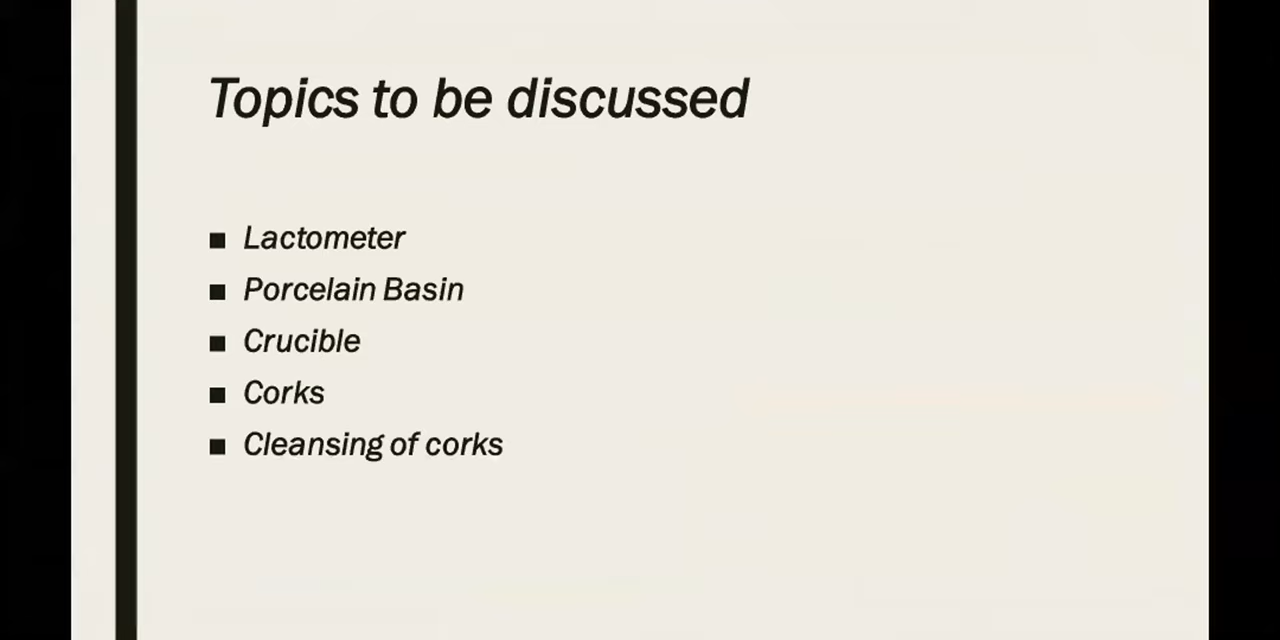 Topics to be discussed
Lactometer
Porcelain Basin
Crucible
Corks
Cleansing of corks